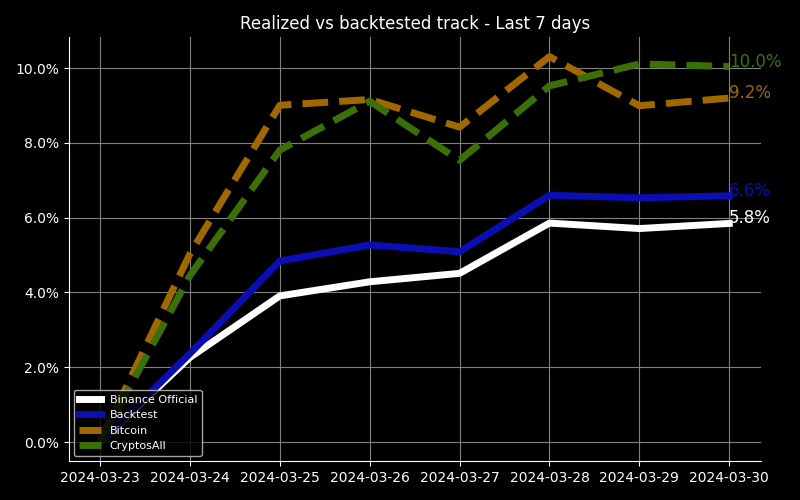 Realized vs backtested track - Last 7 days
10.0%
8.0%
6.0%
4.0%
2.0%
0.0%
10.0%
9.2%
6.6%
5.8%
Binance Official
Backtest
Bitcoin
CryptosAll
2024-03-23 2024-03-24 2024-03-25 2024-03-26 2024-03-27 2024-03-28 2024-03-29 2024-03-30